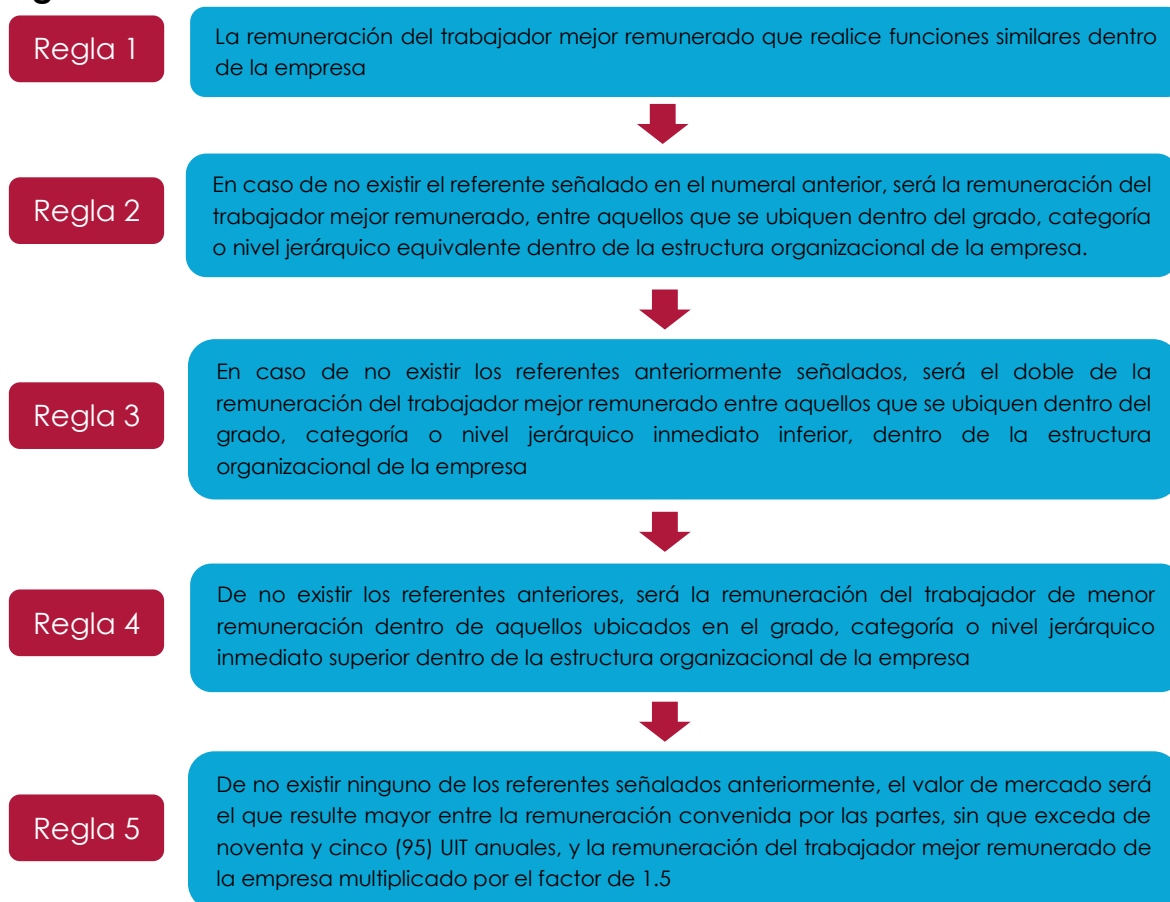 Regla 1
La remuneración del trabajador mejor remunerado que realice funciones similares dentro
de la empresa
Regla 2
En caso de no existir el referente señalado en el numeral anterior, será la remuneración del
trabajador mejor remunerado, entre aquellos que se ubiquen dentro del grado, categoría
o nivel jerárquico equivalente dentro de la estructura organizacional de la empresa.
Regla 3
En caso de no existir los referentes anteriormente señalados, será el doble de la
remuneración del trabajador mejor remunerado entre aquellos que se ubiquen dentro del
grado, categoría o nivel jerárquico inmediato inferior, dentro de la estructura
organizacional de la empresa
Regla 4
De no existir los referentes anteriores, será la remuneración del trabajador de menor
remuneración dentro de aquellos ubicados en el grado, categoría o nivel jerárquico
inmediato superior dentro de la estructura organizacional de la empresa
Regla 5
De no existir ninguno de los referentes señalados anteriormente, el valor de mercado será
el que resulte mayor entre la remuneración convenida por las partes, sin que exceda de
noventa y cinco (95) UIT anuales, y la remuneración del trabajador mejor remunerado de
la empresa multiplicado por el factor de 1.5